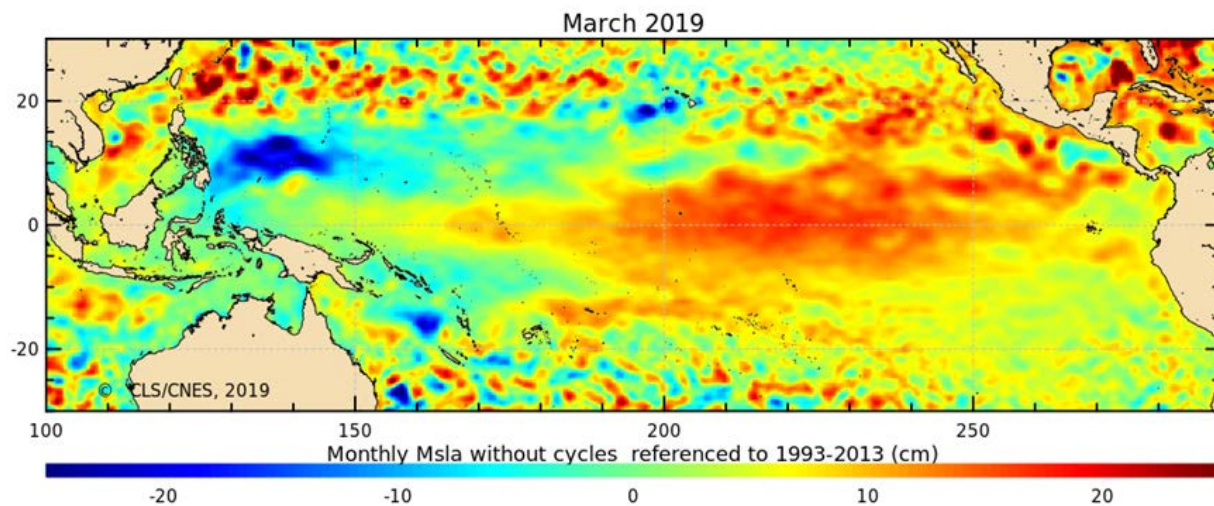 March 2019
20
0
-20
© CLS/CNES, 2019
100 150 200 250
Monthly Msla without cycles referenced to 1993-2013 (cm)
-20 -10 0 10 20